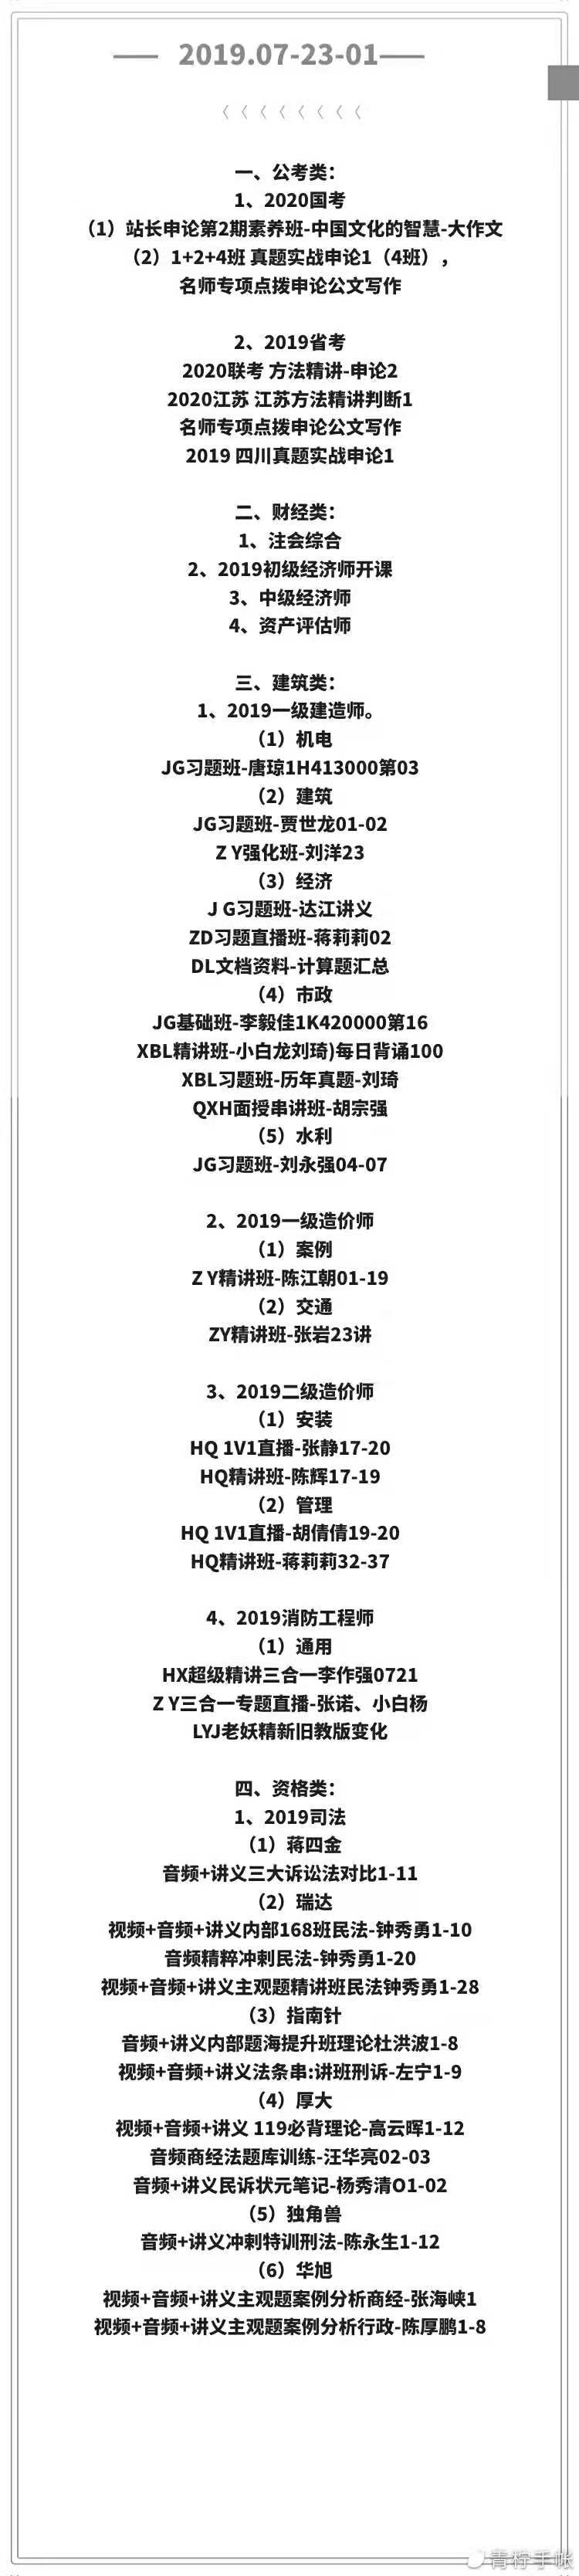 2019.07-23-01
一、公考类：
1、2020国考
（1）站长申论第2期素养班-中国文化的智慧-大作文
（2）1+2+4班 真题实战申论1（4班），
名师专项点拨申论公文写作
2、2019省考
2020联考 方法精讲-申论2
2020江苏 江苏方法精讲判断1
名师专项点拨申论公文写作
2019 四川真题实战申论1
二、财经类：
1、注会综合
2、2019初级经济师开课
3、中级经济师
4、资产评估师
三、建筑类：
1、2019一级建造师。
（1）机电
JG习题班-唐琼1H413000第03
（2）建筑
JG习题班-贾世龙01-02
Z Y强化班-刘洋23
（3）经济
J G习题班-达江讲义
ZD习题直播班-蒋莉莉02
DL文档资料-计算题汇总
（4）市政
JG基础班-李毅佳1K420000第16
XBL精讲班-小白龙刘琦)每日背诵100
XBL习题班-历年真题-刘琦
QXH面授串讲班-胡宗强
（5）水利
JG习题班-刘永强04-07
2、2019一级造价师
（1）案例
Z Y精讲班-陈江朝01-19
（2）交通
ZY精讲班-张岩23讲
3、2019二级造价师
（1）安装
HQ 1V1直播-张静17-20
HQ精讲班-陈辉17-19
（2）管理
HQ 1V1直播-胡倩倩19-20
HQ精讲班-蒋莉莉32-37
4、2019消防工程师
（1）通用
HX超级精讲三合一李作强0721
Z Y三合一专题直播-张诺、小白杨
LYJ老妖精新旧教版变化
四、资格类：
1、2019司法
（1）蒋四金
音频+讲义三大诉讼法对比1-11
（2）瑞达
视频+音频+讲义内部168班民法-钟秀勇1-10
音频精粹冲刺民法-钟秀勇1-20
视频+音频+讲义主观题精讲班民法钟秀勇1-28
（3）指南针
音频+讲义内部题海提升班理论杜洪波1-8
视频+音频+讲义法条串:讲班刑诉-左宁1-9
（4）厚大
视频+音频+讲义 119必背理论-高云晖1-12
音频商经法题库训练-汪华亮02-03
音频+讲义民诉状元笔记-杨秀清O1-02
（5）独角兽
音频+讲义冲刺特训刑法-陈永生1-12
（6）华旭
视频+音频+讲义主观题案例分析商经-张海峡1
视频+音频+讲义主观题案例分析行政-陈厚鹏1-8
青柠手帐